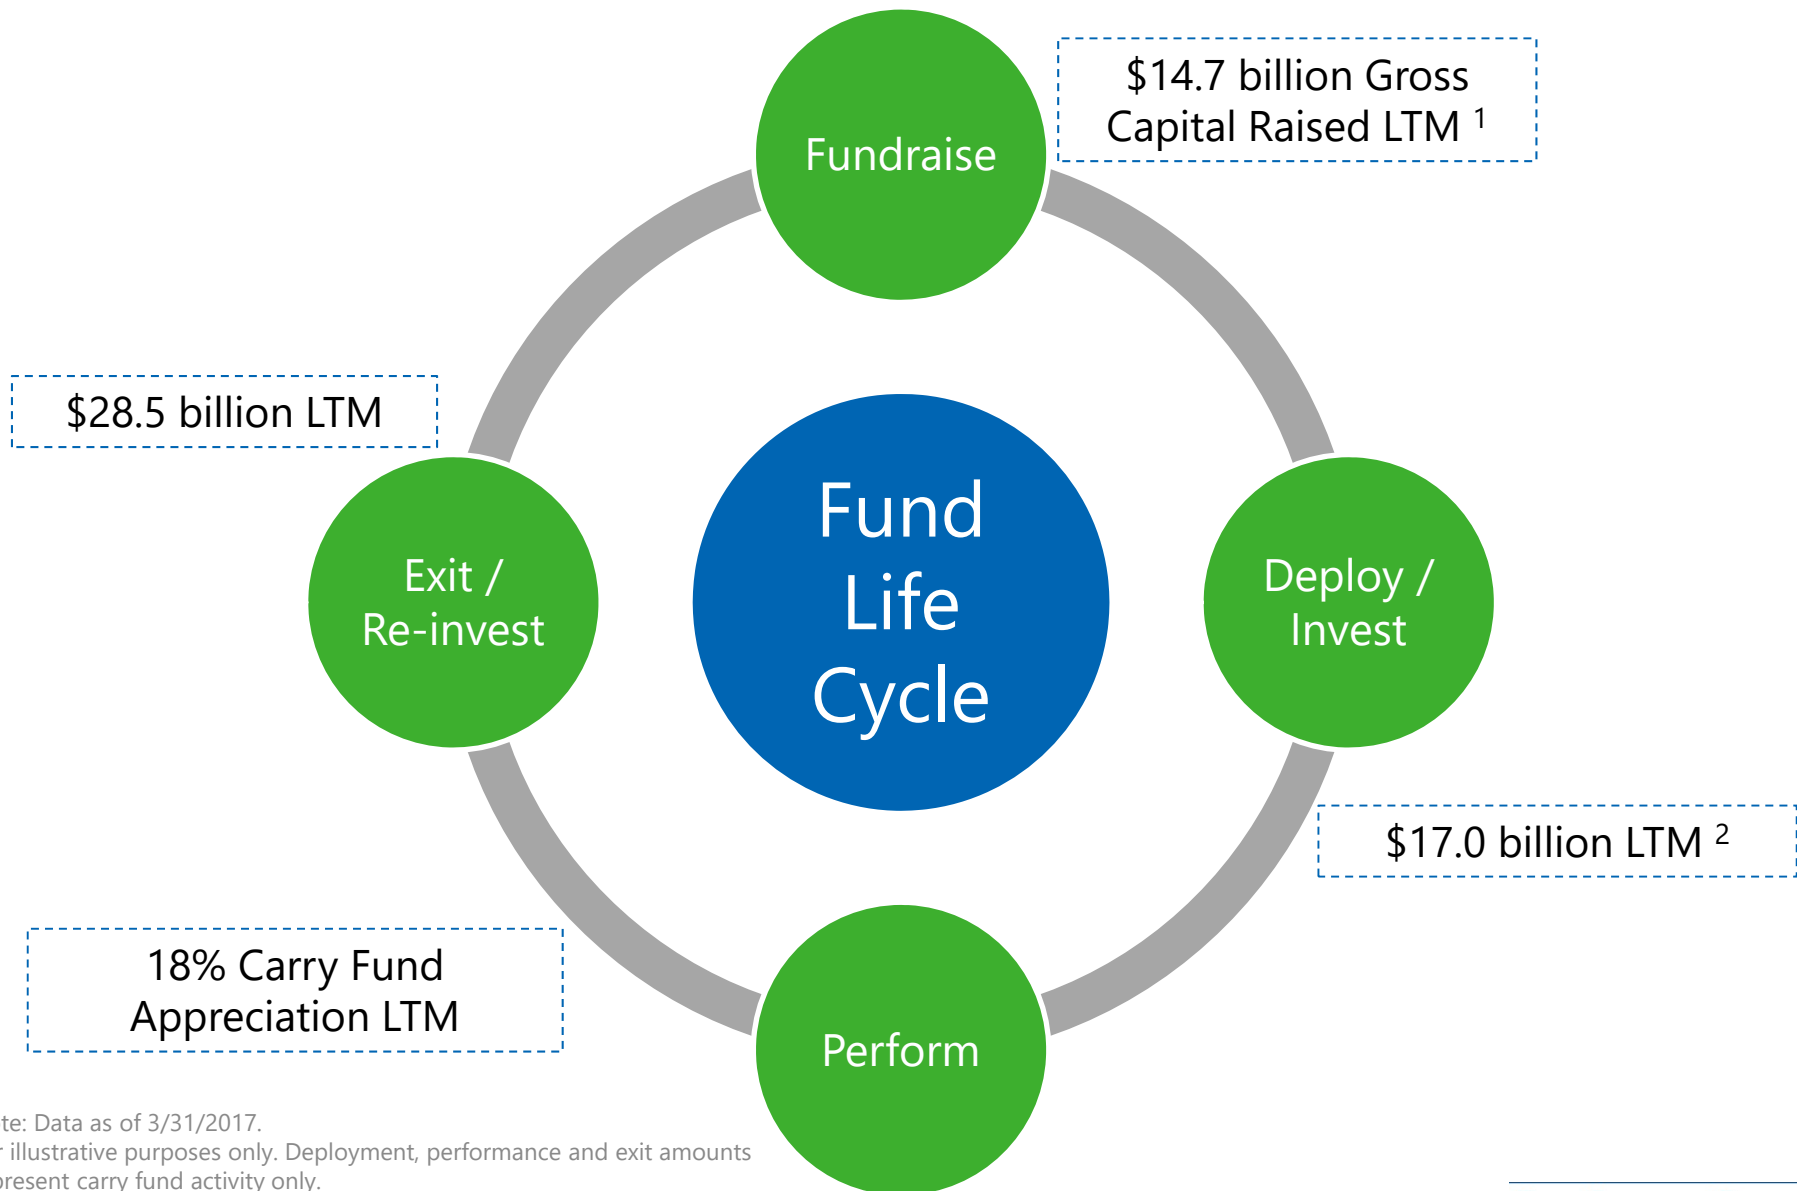 Fundraise
$14.7 billion Gross
Capital Raised LTM 1
$28.5 billion LTM
Fund
Life
Cycle
Exit /
Re-invest
Deploy /
Invest
$17.0 billion LTM 2
18% Carry Fund
Appreciation LTM
Perform
Data as of 3/31/2017.
illustrative purposes only. Deployment, performance and exit amounts
carry fund activity only.